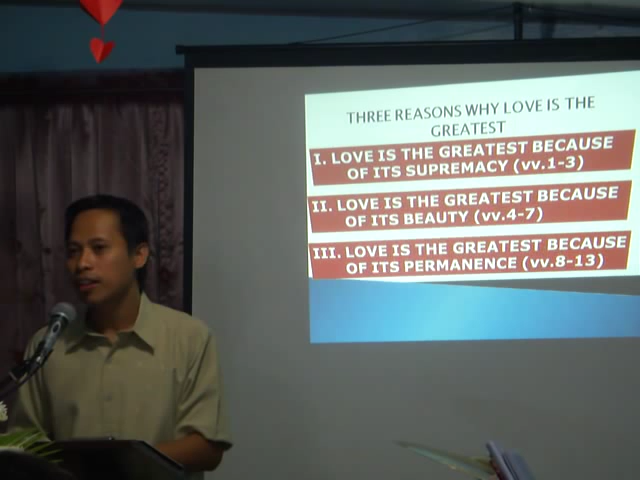 THREE REASONS WHY LOVE IS THE
GREATEST
I. LOVE IS THE GREATEST BECAUSE
OF ITS SUPREMACY (vv.1-3)
II. LOVE IS THE GREATEST BECAUSE
OF ITS BEAUTY (vv.4-7)
III. LOVE IS THE GREATEST BECAUSE
OF ITS PERMANENCE (vv.8-13)